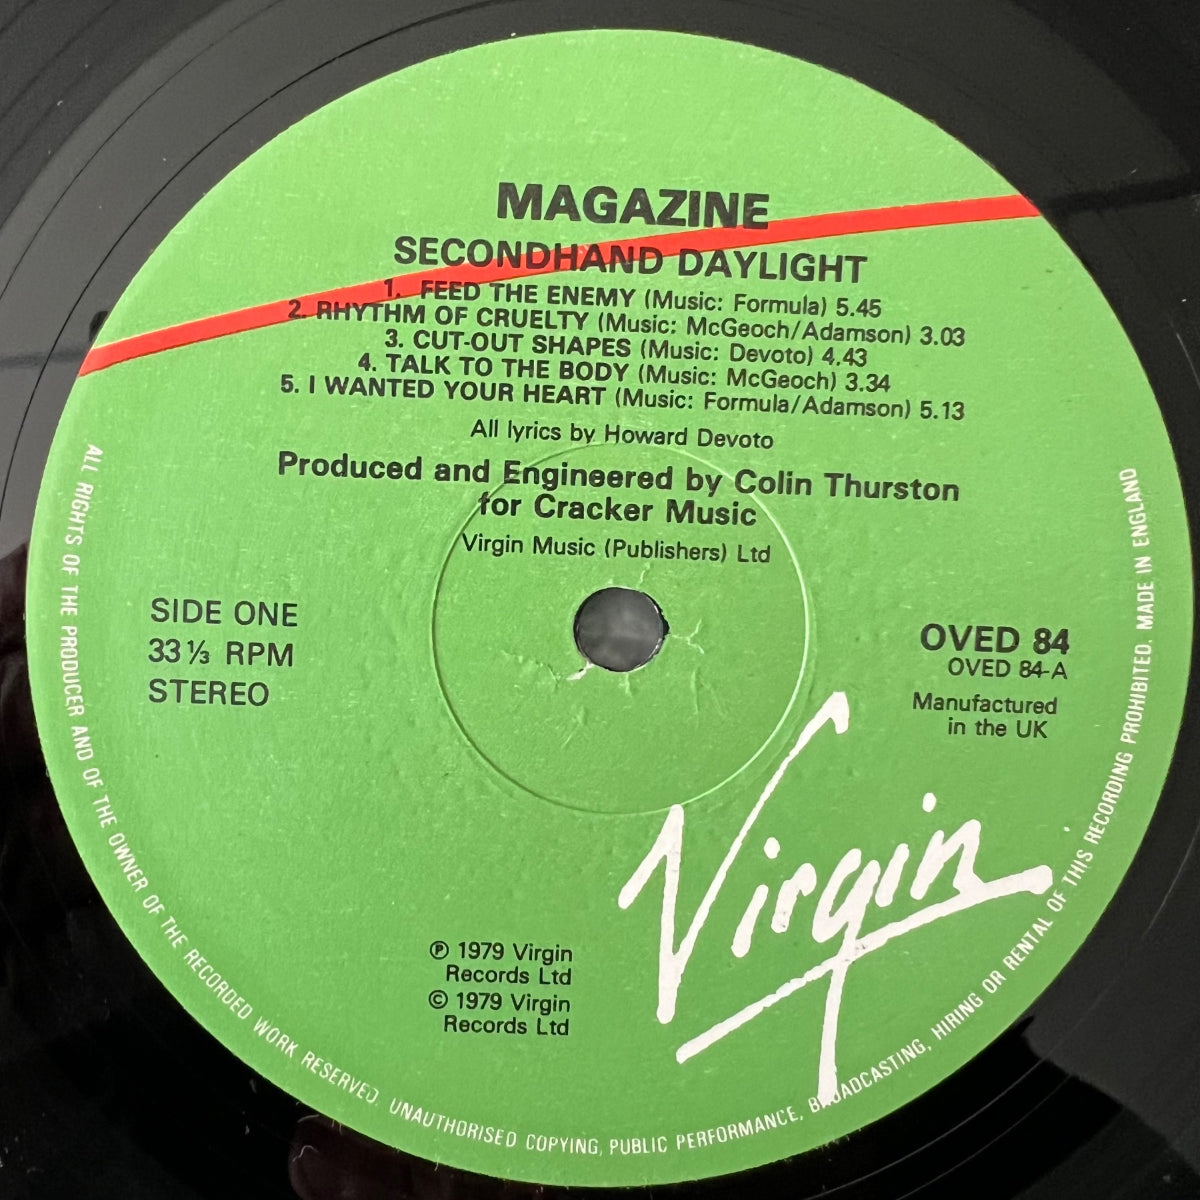 MAGAZINE
SECONDHAND DAYLIGHT
1. FEED THE ENEMY (Music: Formula) 5.45
2. RHYTHM OF CRUELTY (Music: McGeoch/Adamson) 3.03
3. CUT-OUT SHAPES (Music: Devoto) 4.43
4. TALK TO THE BODY (Music: McGeoch) 3.34
5. I WANTED YOUR HEART (Music: Formula/Adamson) 5.13
All lyrics by Howard Devoto
Produced and Engineered by Colin Thurston
for Cracker Music
Virgin Music (Publishers) Ltd
SIDE ONE
33⅓ RPM
STEREO
OVED 84
OVED 84-A
Manufactured
in the UK
Virgin
℗ 1979 Virgin
Records Ltd
© 1979 Virgin
Records Ltd
ALL RIGHTS OF THE PRODUCER AND OF THE OWNER OF THE RECORDED WORK RESERVED. UNAUTHORISED COPYING, PUBLIC PERFORMANCE, BROADCASTING, HIRING OR RENTAL OF THIS RECORDING PROHIBITED. MADE IN ENGLAND